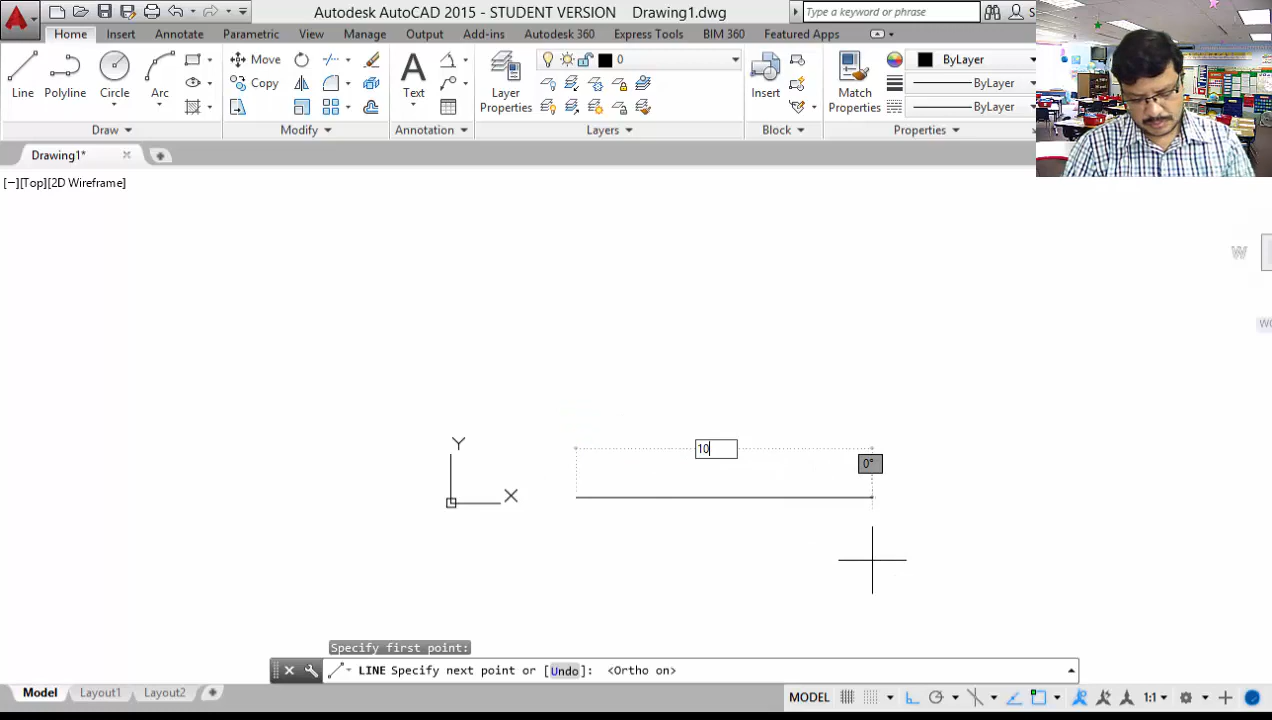 Autodesk AutoCAD 2015 - STUDENT VERSION Drawing1.dwg
Type a keyword or phrase
Home Insert Annotate Parametric View Manage Output Add-ins Autodesk 360 Express Tools BIM 360 Featured Apps
Line
Polyline
Circle
Arc
Draw
Move
Copy
Modify
Text
Annotation
Layer
Properties
0
Layers
Insert
Block
Match
Properties
ByLayer
ByLayer
ByLayer
Properties
Drawing1*
[−][Top][2D Wireframe]
W
Y
X
10
0°
Specify first point:
LINE Specify next point or [Undo]: <Ortho on>
Model Layout1 Layout2
MODEL
1:1